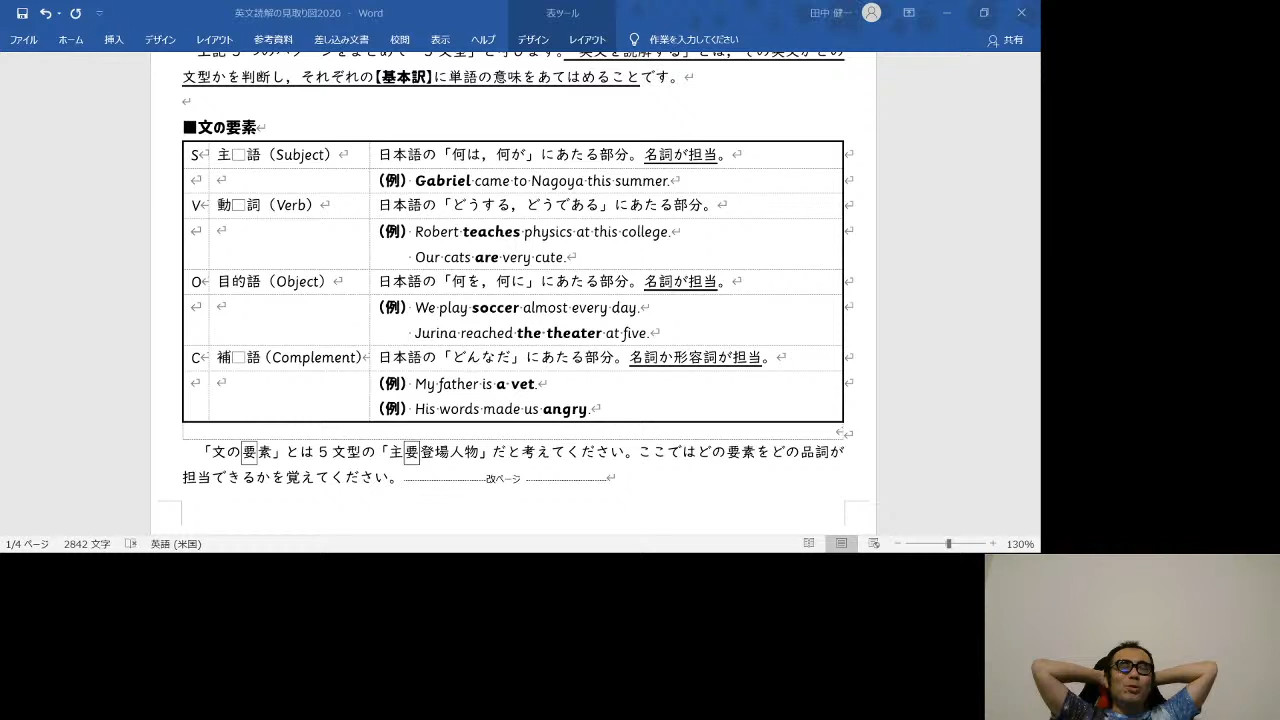 英文読解の見取り図2020 - Word
表ツール
田中 健一
ファイル ホーム 挿入 デザイン レイアウト 参考資料 差し込み文書 校閲 表示 ヘルプ デザイン レイアウト 作業を入力してください 共有
文型かを判断し，それぞれの【基本訳】に単語の意味をあてはめることです。
■文の要素
S 主□語（Subject） 日本語の「何は，何が」にあたる部分。名詞が担当。
（例） Gabriel came to Nagoya this summer.
V 動□詞（Verb） 日本語の「どうする，どうである」にあたる部分。
（例） Robert teaches physics at this college.
Our cats are very cute.
O 目的語（Object） 日本語の「何を，何に」にあたる部分。名詞が担当。
（例） We play soccer almost every day.
Jurina reached the theater at five.
C 補□語（Complement) 日本語の「どんなだ」にあたる部分。名詞か形容詞が担当。
（例） My father is a vet.
（例） His words made us angry.
「文の要素」とは 5 文型の「主要登場人物」だと考えてください。ここではどの要素をどの品詞が
担当できるかを覚えてください。 改ページ
1/4 ページ 2842 文字 英語 (米国) 130%